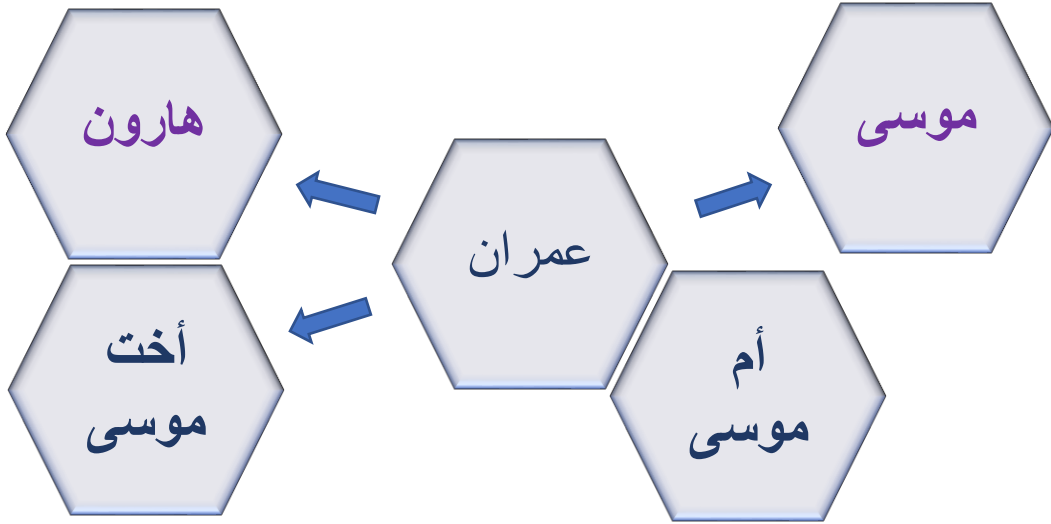 موسى
هارون
عمران
أم
موسى
أخت
موسى